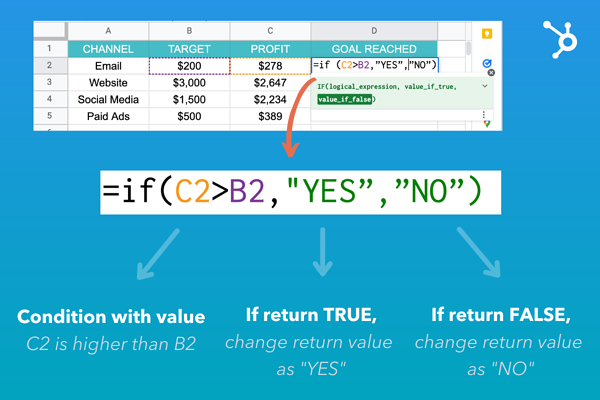 A B C D
1 CHANNEL TARGET PROFIT GOAL REACHED
2 Email $200 $278 =if (C2>B2,"YES","NO")
3 Website $3,000 $2,647
4 Social Media $1,500 $2,234
5 Paid Ads $500 $389
IF(logical_expression, value_if_true,
value_if_false)
=if(C2>B2,"YES”,”NO”)
Condition with value
C2 is higher than B2
If return TRUE,
change return value
as "YES"
If return FALSE,
change return value
as "NO"